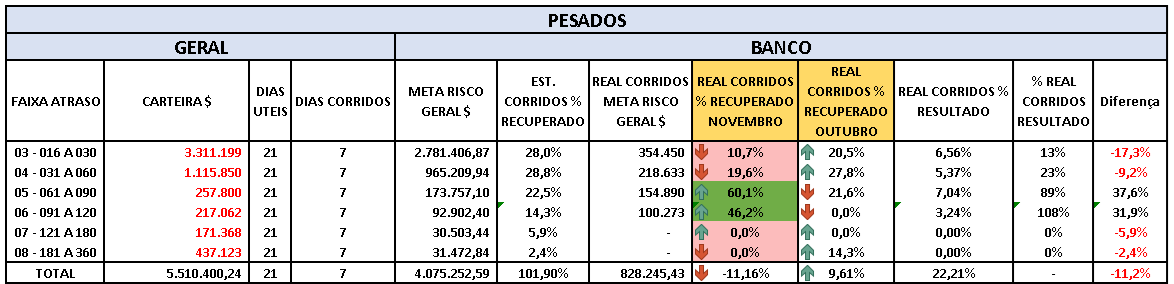 PESADOS
GERAL BANCO
FAIXA ATRASO CARTEIRA $ DIAS UTEIS DIAS CORRIDOS META RISCO GERAL $ EST. CORRIDOS % RECUPERADO REAL CORRIDOS META RISCO GERAL $ REAL CORRIDOS % RECUPERADO NOVEMBRO REAL CORRIDOS % RECUPERADO OUTUBRO REAL CORRIDOS % RESULTADO % REAL CORRIDOS RESULTADO Diferença
03 - 016 A 030 3.311.199 21 7 2.781.406,87 28,0% 354.450 10,7% 20,5% 6,56% 13% -17,3%
04 - 031 A 060 1.115.850 21 7 965.209,94 28,8% 218.633 19,6% 27,8% 5,37% 23% -9,2%
05 - 061 A 090 257.800 21 7 173.757,10 22,5% 154.890 60,1% 21,6% 7,04% 89% 37,6%
06 - 091 A 120 217.062 21 7 92.902,40 14,3% 100.273 46,2% 0,0% 3,24% 108% 31,9%
07 - 121 A 180 171.368 21 7 30.503,44 5,9% - 0,0% 0,0% 0,00% 0% -5,9%
08 - 181 A 360 437.123 21 7 31.472,84 2,4% - 0,0% 14,3% 0,00% 0% -2,4%
TOTAL 5.510.400,24 21 7 4.075.252,59 101,90% 828.245,43 -11,16% 9,61% 22,21% - -11,2%